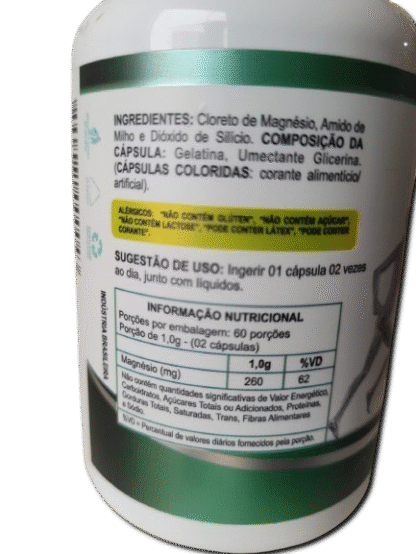 INGREDIENTES: Cloreto de Magnésio, Amido de
Milho e Dióxido de Silício. COMPOSIÇÃO DA
CÁPSULA: Gelatina, Umectante Glicerina.
(CÁPSULAS COLORIDAS: corante alimentício/
artificial).
ALÉRGICOS: "NÃO CONTÉM GLÚTEN", "NÃO CONTÉM AÇÚCAR",
"NÃO CONTÉM LACTOSE", "PODE CONTER LÁTEX", "PODE CONTER
CORANTE".
SUGESTÃO DE USO: Ingerir 01 cápsula 02 vezes
ao dia, junto com líquidos.
INFORMAÇÃO NUTRICIONAL
Porções por embalagem: 60 porções
Porção de 1,0g - (02 cápsulas)
1,0g %VD
Magnésio (mg) 260 62
Não contém quantidades significativas de Valor Energético,
Carboidratos, Açúcares Totais ou Adicionados, Proteínas,
Gorduras Totais, Saturadas, Trans, Fibras Alimentares
e Sódio.
%VD = Percentual de valores diários fornecidos pela porção.
INDÚSTRIA BRASILEIRA